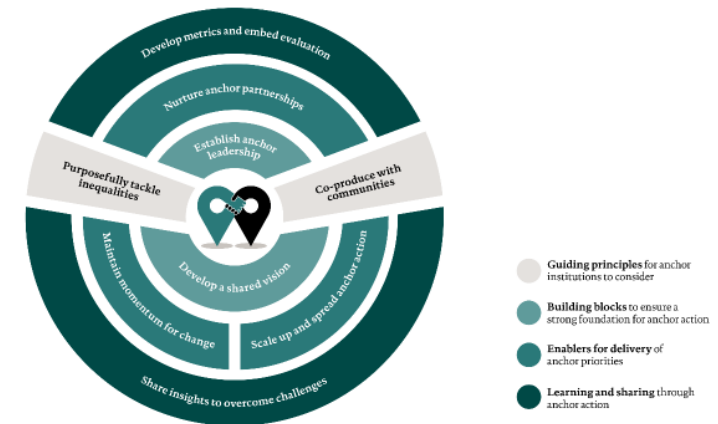 Develop metrics and embed evaluation
Nurture anchor partnerships
Establish anchor
leadership
Purposefully tackle
inequalities
Co-produce with
communities
Develop a shared vision
Maintain momentum for change
Scale up and spread anchor action
Share insights to overcome challenges
Guiding principles for anchor
institutions to consider
Building blocks to ensure a
strong foundation for anchor action
Enablers for delivery of
anchor priorities
Learning and sharing through
anchor action